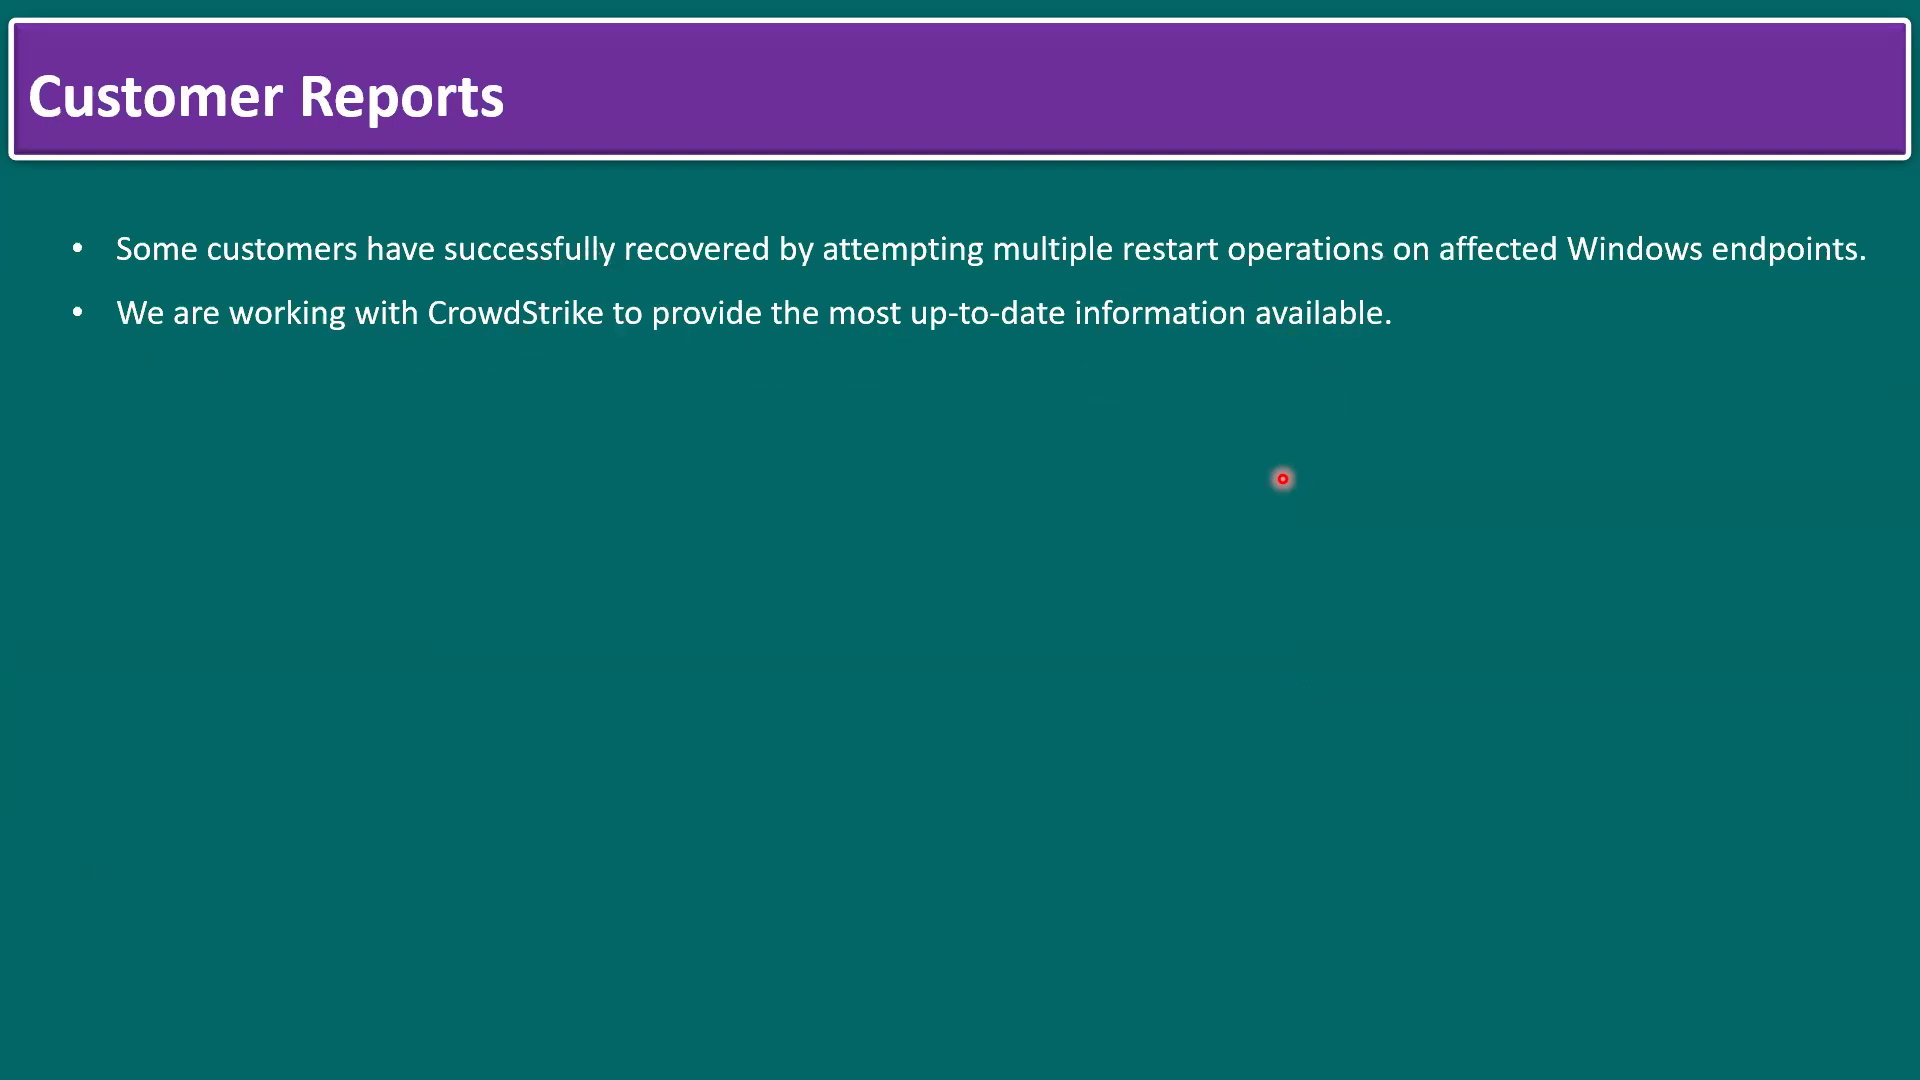 Customer Reports
• Some customers have successfully recovered by attempting multiple restart operations on affected Windows endpoints.
• We are working with CrowdStrike to provide the most up-to-date information available.